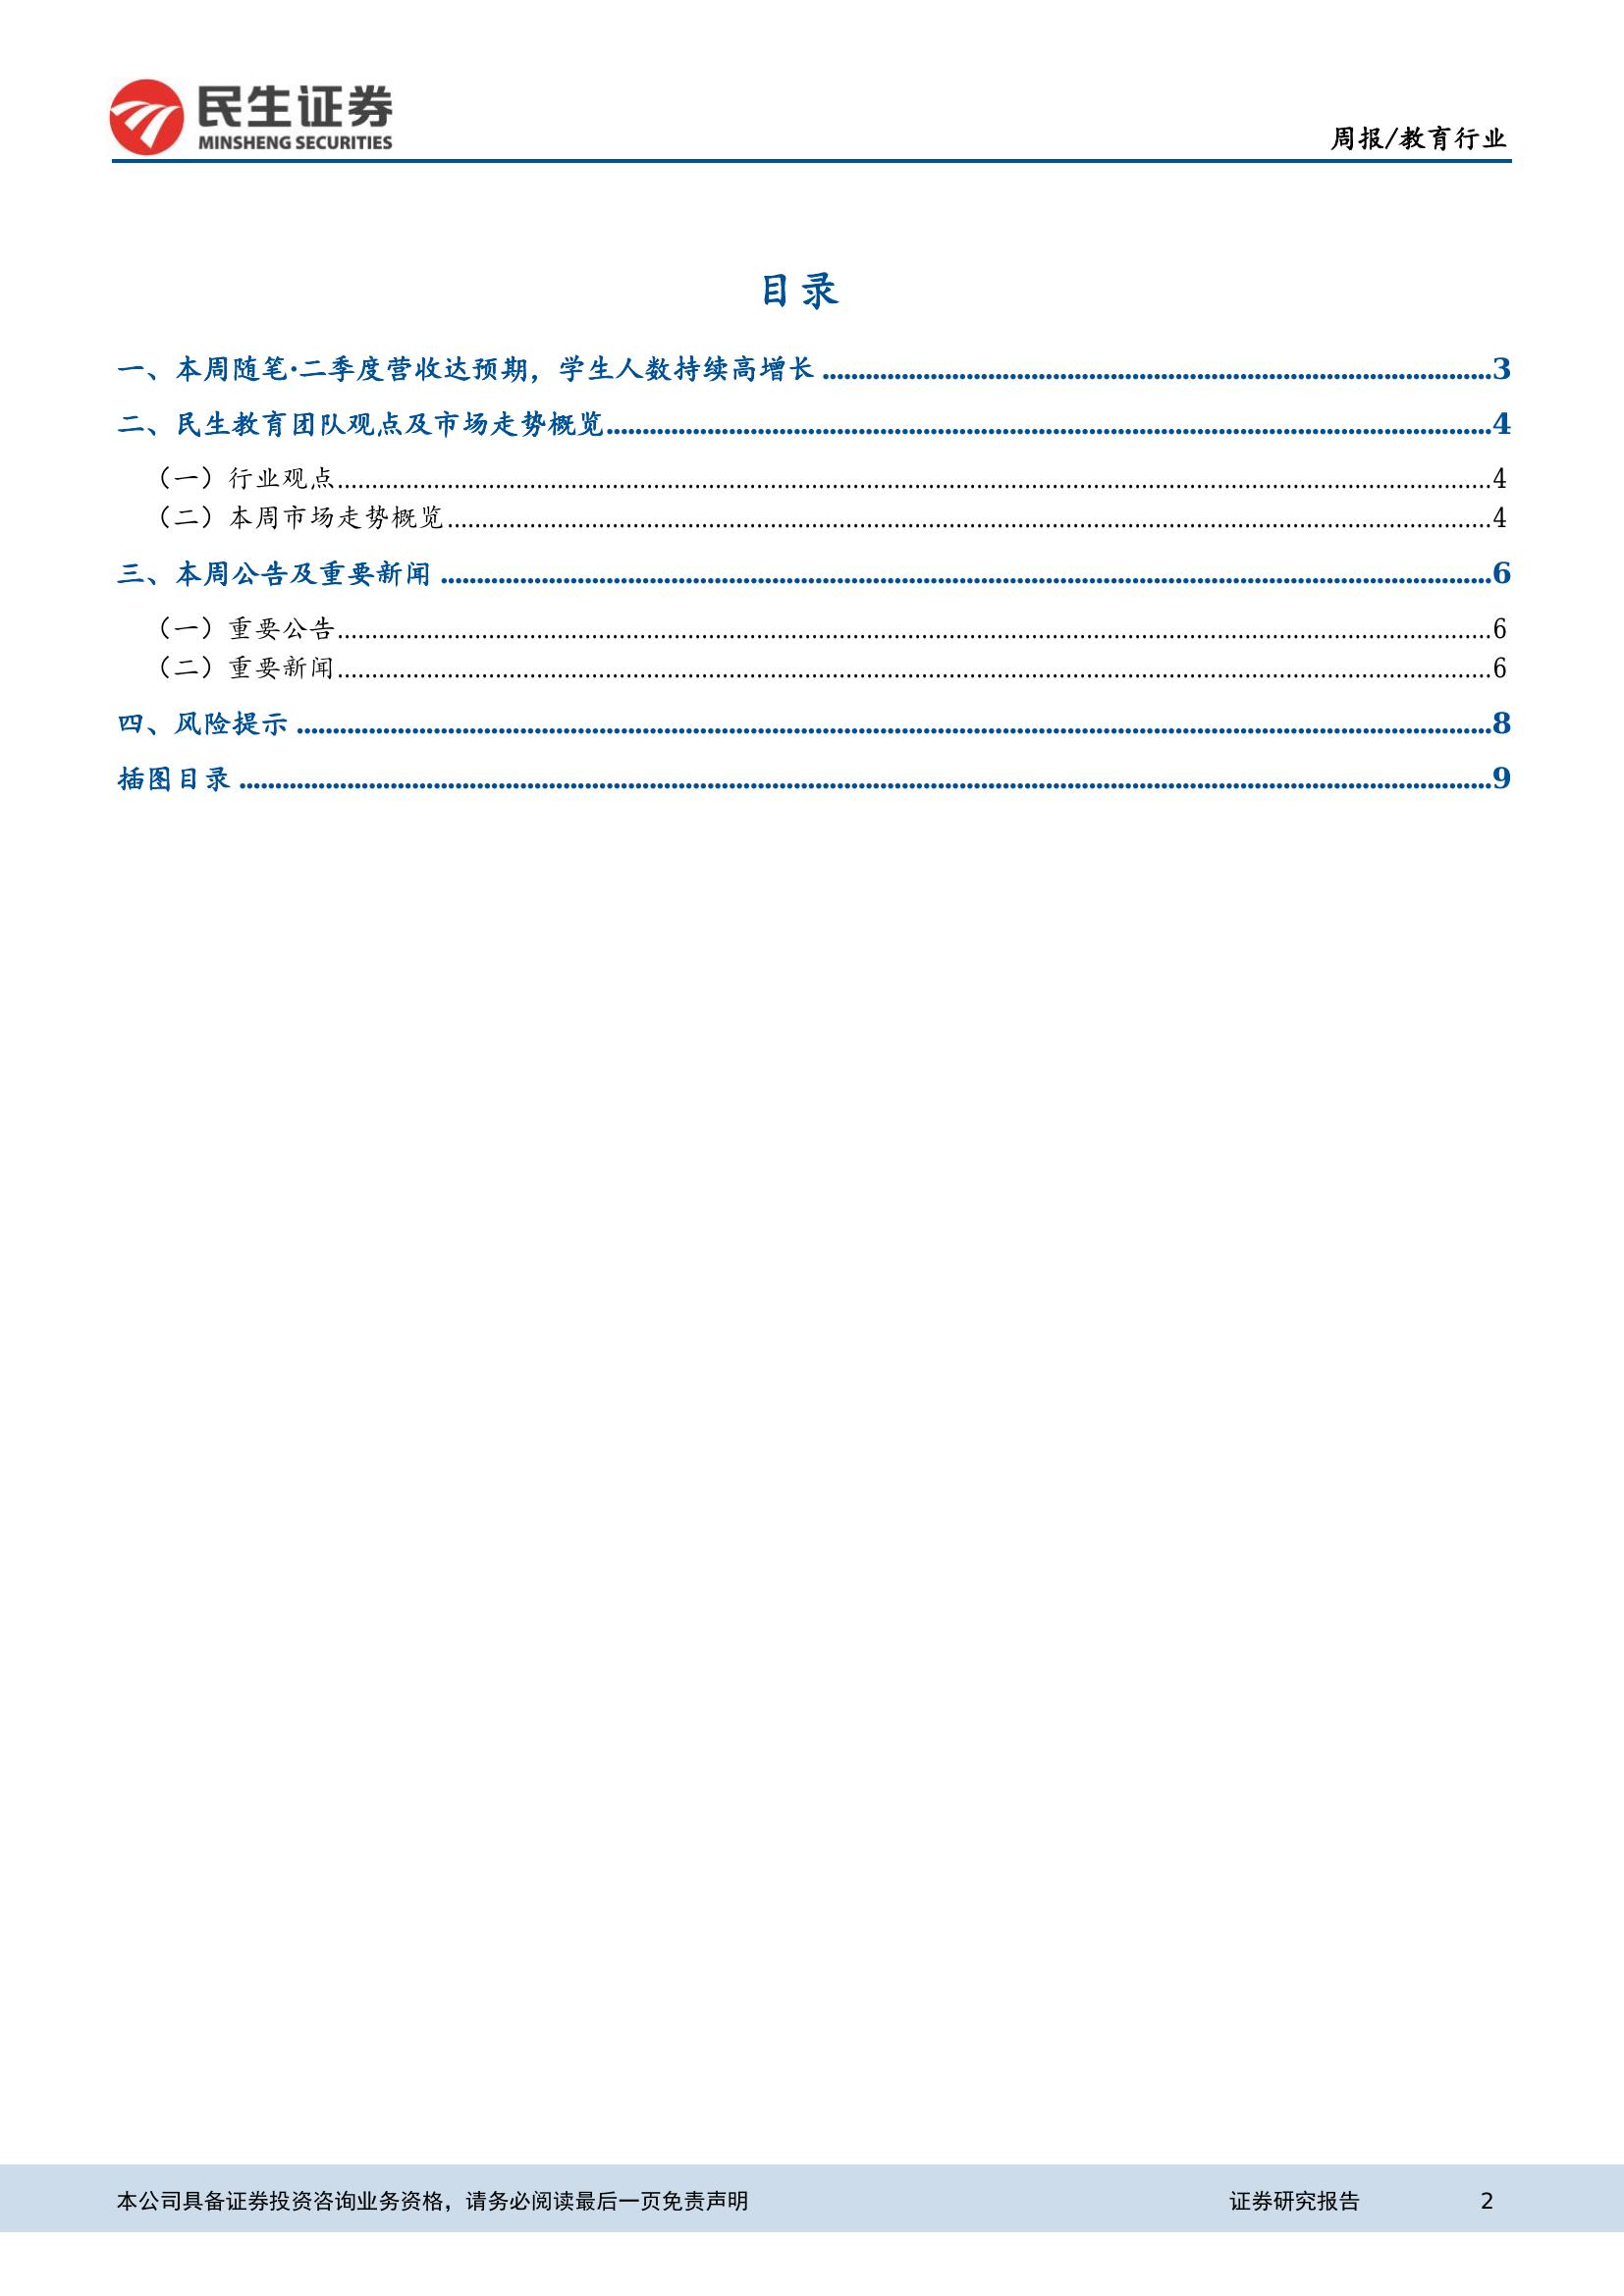 民生证券
MINSHENG SECURITIES
周报/教育行业
目录
一、本周随笔·二季度营收达预期，学生人数持续高增长 ........ 3
二、民生教育团队观点及市场走势概览 ........ 4
（一）行业观点 ........ 4
（二）本周市场走势概览 ........ 4
三、本周公告及重要新闻 ........ 6
（一）重要公告 ........ 6
（二）重要新闻 ........ 6
四、风险提示 ........ 8
插图目录 ........ 9
本公司具备证券投资咨询业务资格，请务必阅读最后一页免责声明 证券研究报告 2